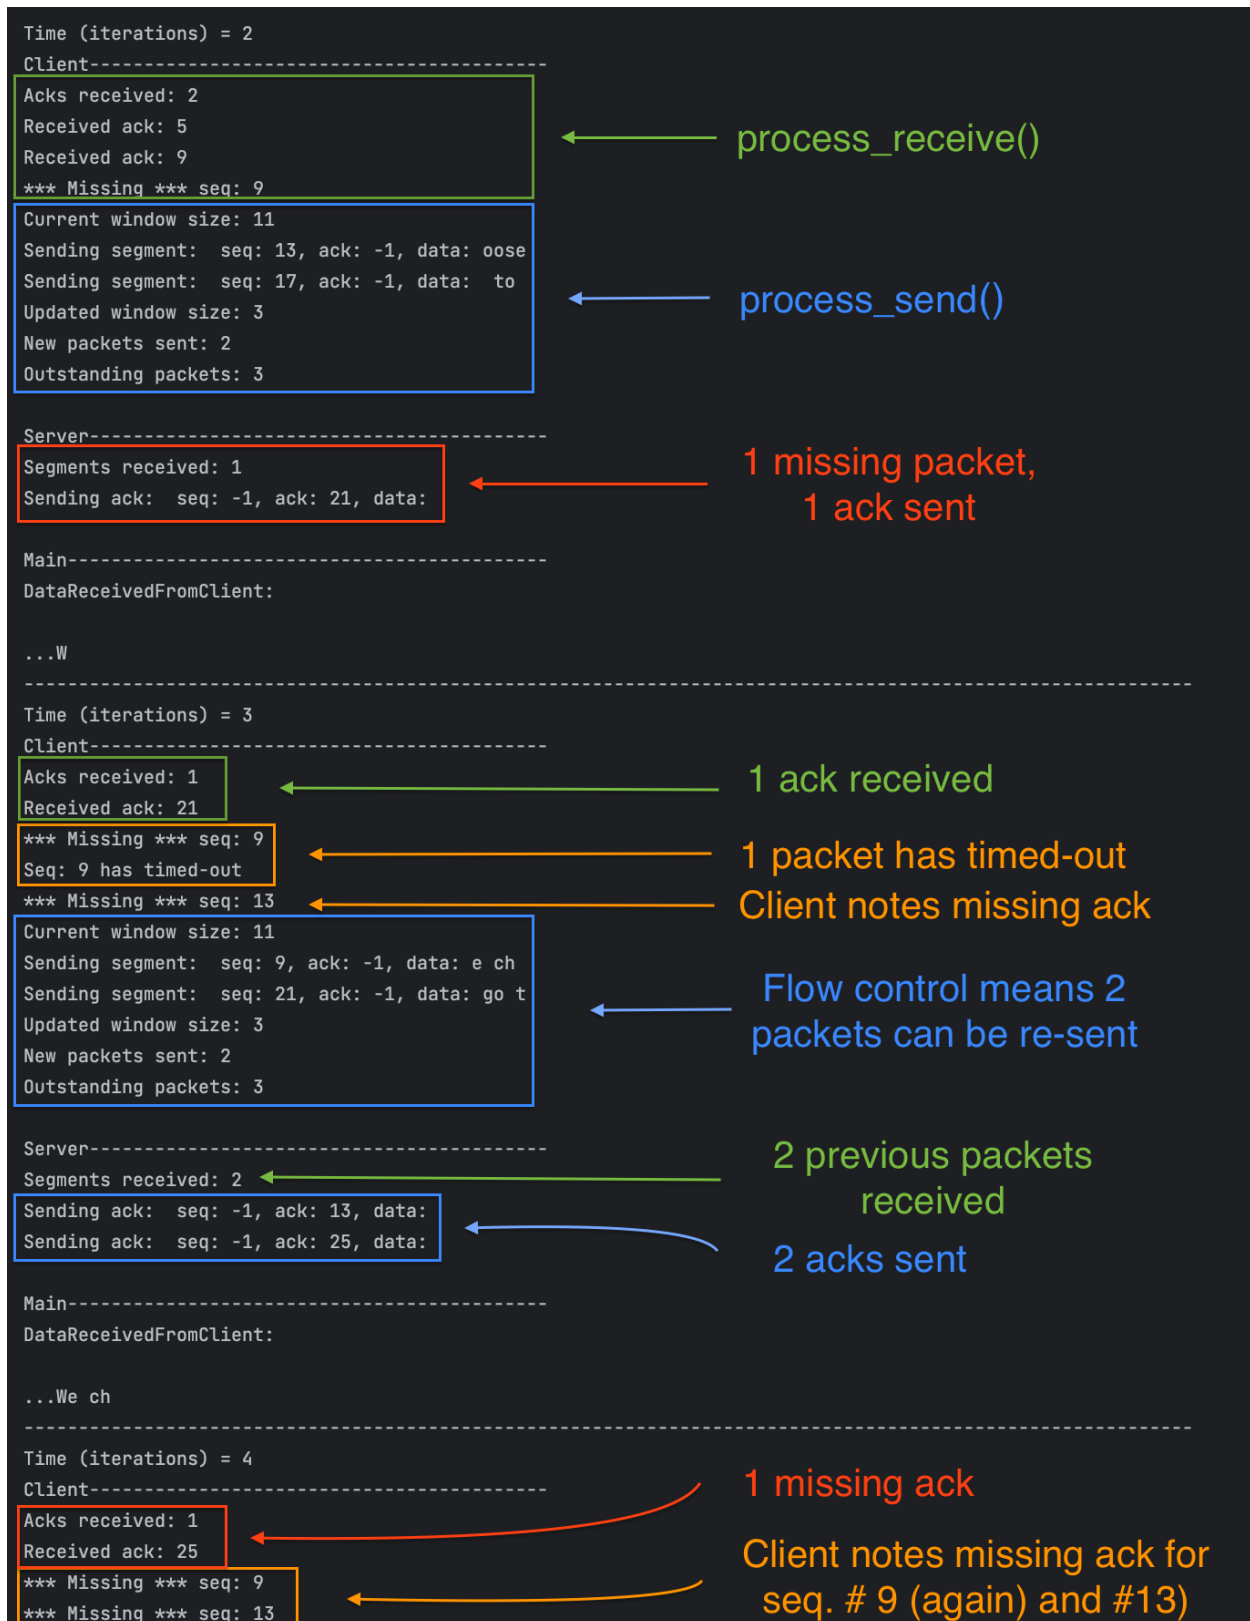 Time (iterations) = 2
Client------------------------------------------
Acks received: 2
Received ack: 5
Received ack: 9
*** Missing *** seq: 9
process_receive()
Current window size: 11
Sending segment:  seq: 13, ack: -1, data: oose
Sending segment:  seq: 17, ack: -1, data:  to
Updated window size: 3
New packets sent: 2
Outstanding packets: 3
process_send()
Server------------------------------------------
Segments received: 1
Sending ack:  seq: -1, ack: 21, data:
1 missing packet,
1 ack sent
Main--------------------------------------------
DataReceivedFromClient:
...W
-----------------------------------------------------------------------------------------------------------
Time (iterations) = 3
Client------------------------------------------
Acks received: 1
Received ack: 21
1 ack received
*** Missing *** seq: 9
Seq: 9 has timed-out
1 packet has timed-out
*** Missing *** seq: 13
Client notes missing ack
Current window size: 11
Sending segment:  seq: 9, ack: -1, data: e ch
Sending segment:  seq: 21, ack: -1, data: go t
Updated window size: 3
New packets sent: 2
Outstanding packets: 3
Flow control means 2
packets can be re-sent
Server------------------------------------------
Segments received: 2
2 previous packets
received
Sending ack:  seq: -1, ack: 13, data:
Sending ack:  seq: -1, ack: 25, data:
2 acks sent
Main--------------------------------------------
DataReceivedFromClient:
...We ch
-----------------------------------------------------------------------------------------------------------
Time (iterations) = 4
Client------------------------------------------
Acks received: 1
Received ack: 25
1 missing ack
*** Missing *** seq: 9
*** Missing *** seq: 13
Client notes missing ack for
seq. # 9 (again) and #13)